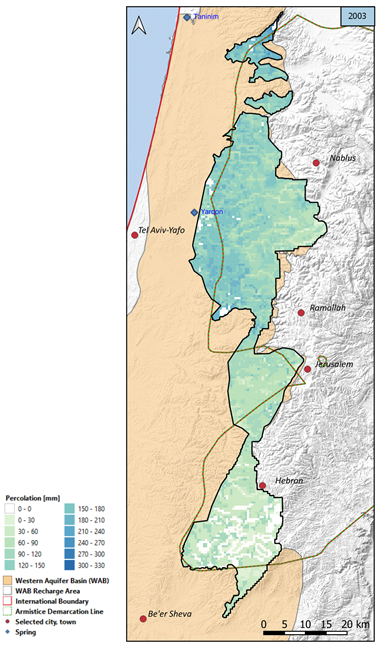 2003
Taninim
Nablus
Yarqon
Tel Aviv-Yafo
Ramallah
Jerusalem
Hebron
Be'er Sheva
0 5 10 15 20 km
Percolation [mm]
0 - 0
0 - 30
30 - 60
60 - 90
90 - 120
120 - 150
150 - 180
180 - 210
210 - 240
240 - 270
270 - 300
300 - 330
Western Aquifer Basin (WAB)
WAB Recharge Area
International Boundary
Armistice Demarcation Line
Selected city, town
Spring